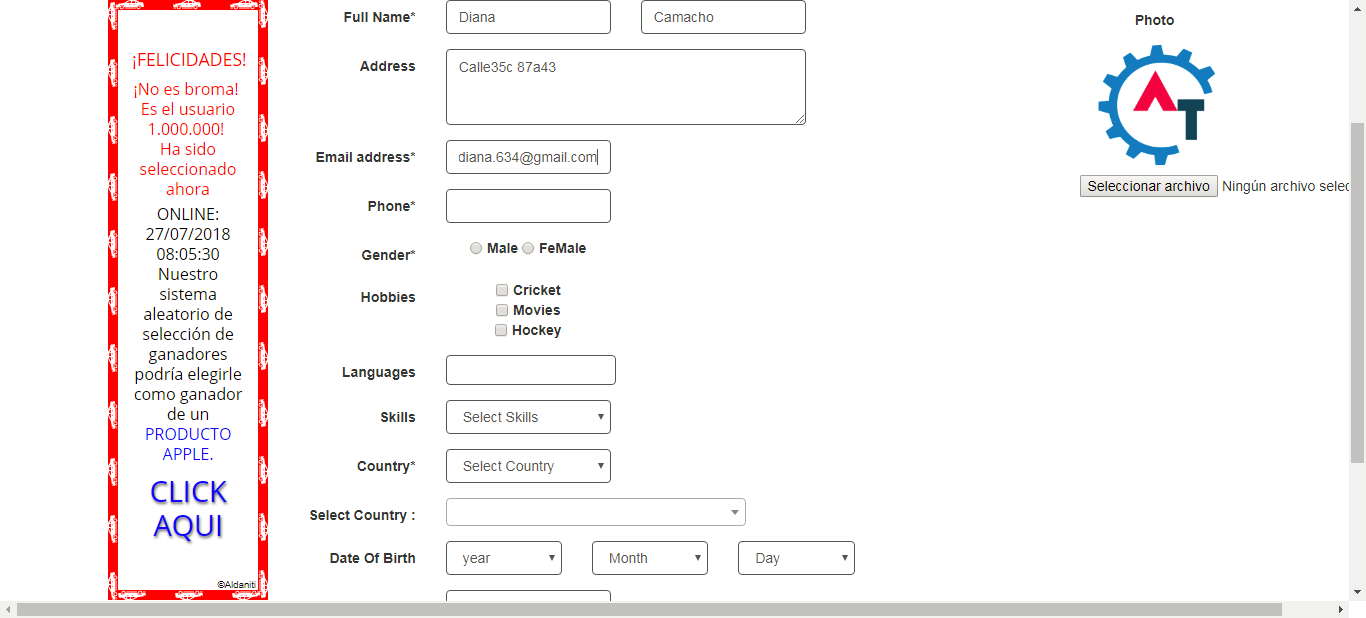 ¡FELICIDADES!
¡No es broma!
Es el usuario
1.000.000!
Ha sido
seleccionado
ahora
ONLINE:
27/07/2018
08:05:30
Nuestro
sistema
aleatorio de
selección de
ganadores
podría elegirle
como ganador
de un
PRODUCTO
APPLE.
CLICK
AQUI
©Aldaniti
Full Name* Diana Camacho
Address Calle35c 87a43
Email address* diana.634@gmail.com
Phone*
Gender* Male FeMale
Hobbies Cricket
Movies
Hockey
Languages
Skills Select Skills
Country* Select Country
Select Country :
Date Of Birth year Month Day
Photo
AT
Seleccionar archivo Ningún archivo selec